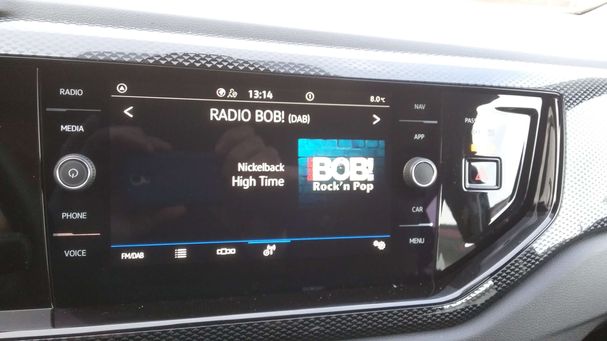 RADIO
MEDIA
PHONE
VOICE
13:14
8.0°C
RADIO BOB! (DAB)
Nickelback
High Time
BOB!
Rock'n Pop
FM/DAB
NAV
APP
CAR
MENU
PASS